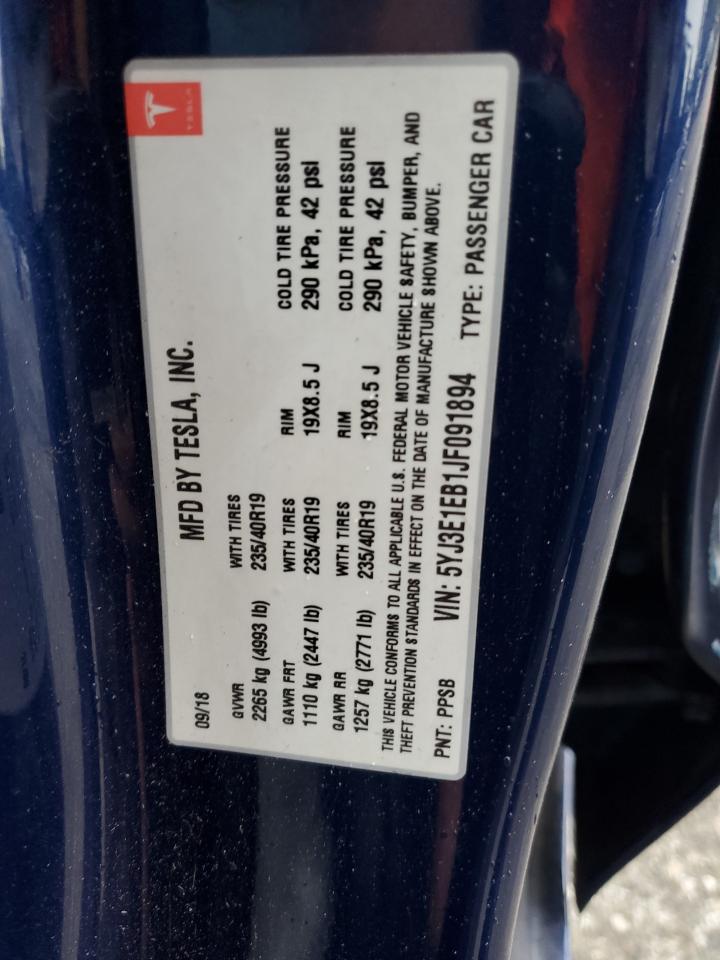 TESLA
MFD BY TESLA, INC.
09/18
GVWR WITH TIRES
2265 kg (4993 lb) 235/40R19
GAWR FRT WITH TIRES RIM COLD TIRE PRESSURE
1110 kg (2447 lb) 235/40R19 19X8.5 J 290 kPa, 42 psi
GAWR RR WITH TIRES RIM COLD TIRE PRESSURE
1257 kg (2771 lb) 235/40R19 19X8.5 J 290 kPa, 42 psi
THIS VEHICLE CONFORMS TO ALL APPLICABLE U.S. FEDERAL MOTOR VEHICLE SAFETY, BUMPER, AND
THEFT PREVENTION STANDARDS IN EFFECT ON THE DATE OF MANUFACTURE SHOWN ABOVE.
PNT: PPSB VIN: 5YJ3E1EB1JF091894 TYPE: PASSENGER CAR